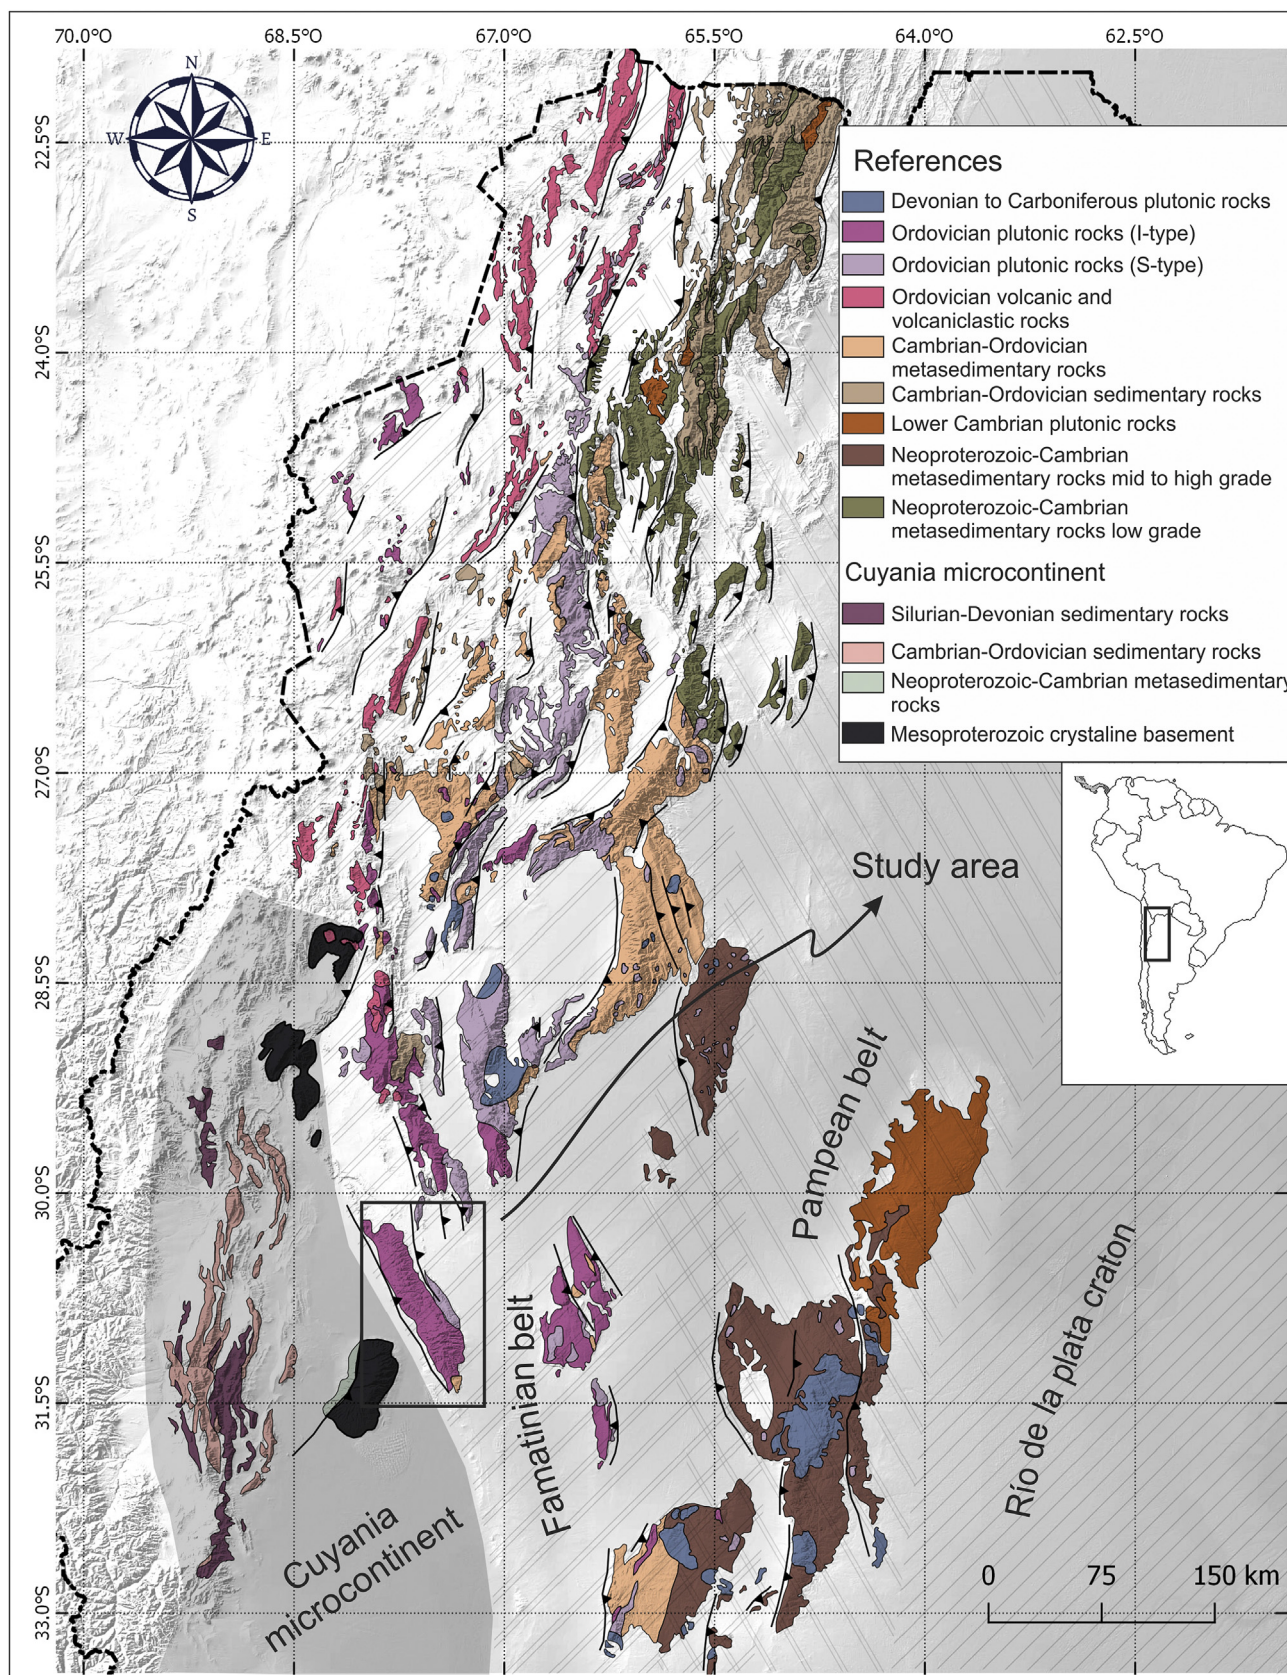 70.0°O
68.5°O
67.0°O
65.5°O
64.0°O
62.5°O
N
W
E
S
22.5°S
24.0°S
25.5°S
27.0°S
28.5°S
30.0°S
31.5°S
33.0°S
References
Devonian to Carboniferous plutonic rocks
Ordovician plutonic rocks (I-type)
Ordovician plutonic rocks (S-type)
Ordovician volcanic and
volcaniclastic rocks
Cambrian-Ordovician
metasedimentary rocks
Cambrian-Ordovician sedimentary rocks
Lower Cambrian plutonic rocks
Neoproterozoic-Cambrian
metasedimentary rocks mid to high grade
Neoproterozoic-Cambrian
metasedimentary rocks low grade
Cuyania microcontinent
Silurian-Devonian sedimentary rocks
Cambrian-Ordovician sedimentary rocks
Neoproterozoic-Cambrian metasedimentary
rocks
Mesoproterozoic crystaline basement
Study area
Pampean belt
Famatinian belt
Río de la plata craton
Cuyania
microcontinent
0 75 150 km